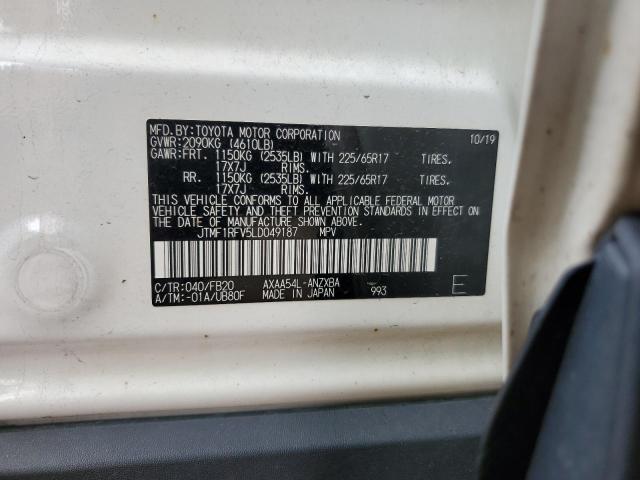 MFD.BY:TOYOTA MOTOR CORPORATION 10/19
GVWR:2090KG (4610LB)
GAWR:FRT. 1150KG (2535LB) WITH 225/65R17 TIRES.
17X7J RIMS.
RR. 1150KG (2535LB) WITH 225/65R17 TIRES.
17X7J RIMS.
THIS VEHICLE CONFORMS TO ALL APPLICABLE FEDERAL MOTOR
VEHICLE SAFETY AND THEFT PREVENTION STANDARDS IN EFFECT ON
THE DATE OF MANUFACTURE SHOWN ABOVE.
JTMF1RFV5LD049187 MPV
C/TR:040/FB20 AXAA54L-ANZXBA 993 E
A/TM:-01A/UB80F MADE IN JAPAN